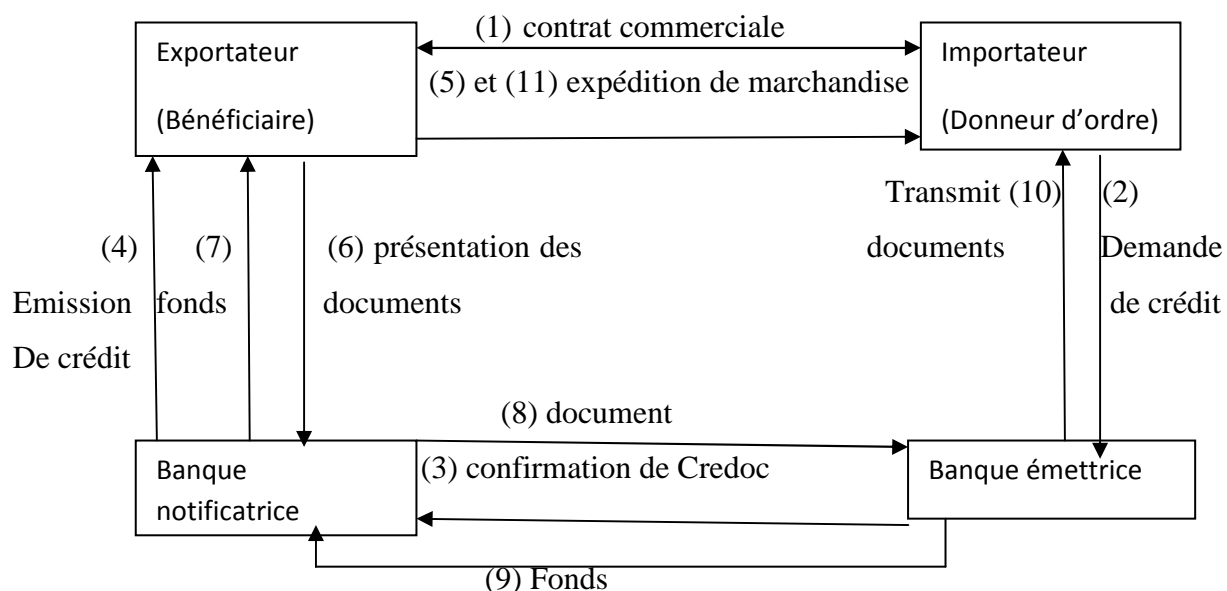 (1) contrat commerciale
Exportateur
(Bénéficiaire)
Importateur
(Donneur d'ordre)
(5) et (11) expédition de marchandise
Transmit (10)
documents
(2)
Demande
de crédit
(4)
Emission
De crédit
(7)
fonds
(6) présentation des
documents
(8) document
(3) confirmation de Credoc
Banque
notificatrice
Banque émettrice
(9) Fonds